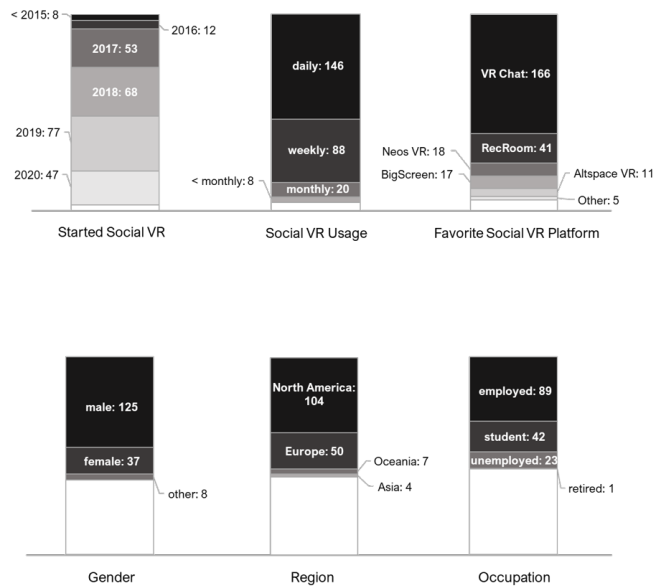 < 2015: 8
2016: 12
2017: 53
2018: 68
2019: 77
2020: 47
Started Social VR
daily: 146
weekly: 88
< monthly: 8
monthly: 20
Social VR Usage
VR Chat: 166
RecRoom: 41
Neos VR: 18
BigScreen: 17
Altspace VR: 11
Other: 5
Favorite Social VR Platform
male: 125
female: 37
other: 8
Gender
North America:
104
Europe: 50
Oceania: 7
Asia: 4
Region
employed: 89
student: 42
unemployed: 23
retired: 1
Occupation